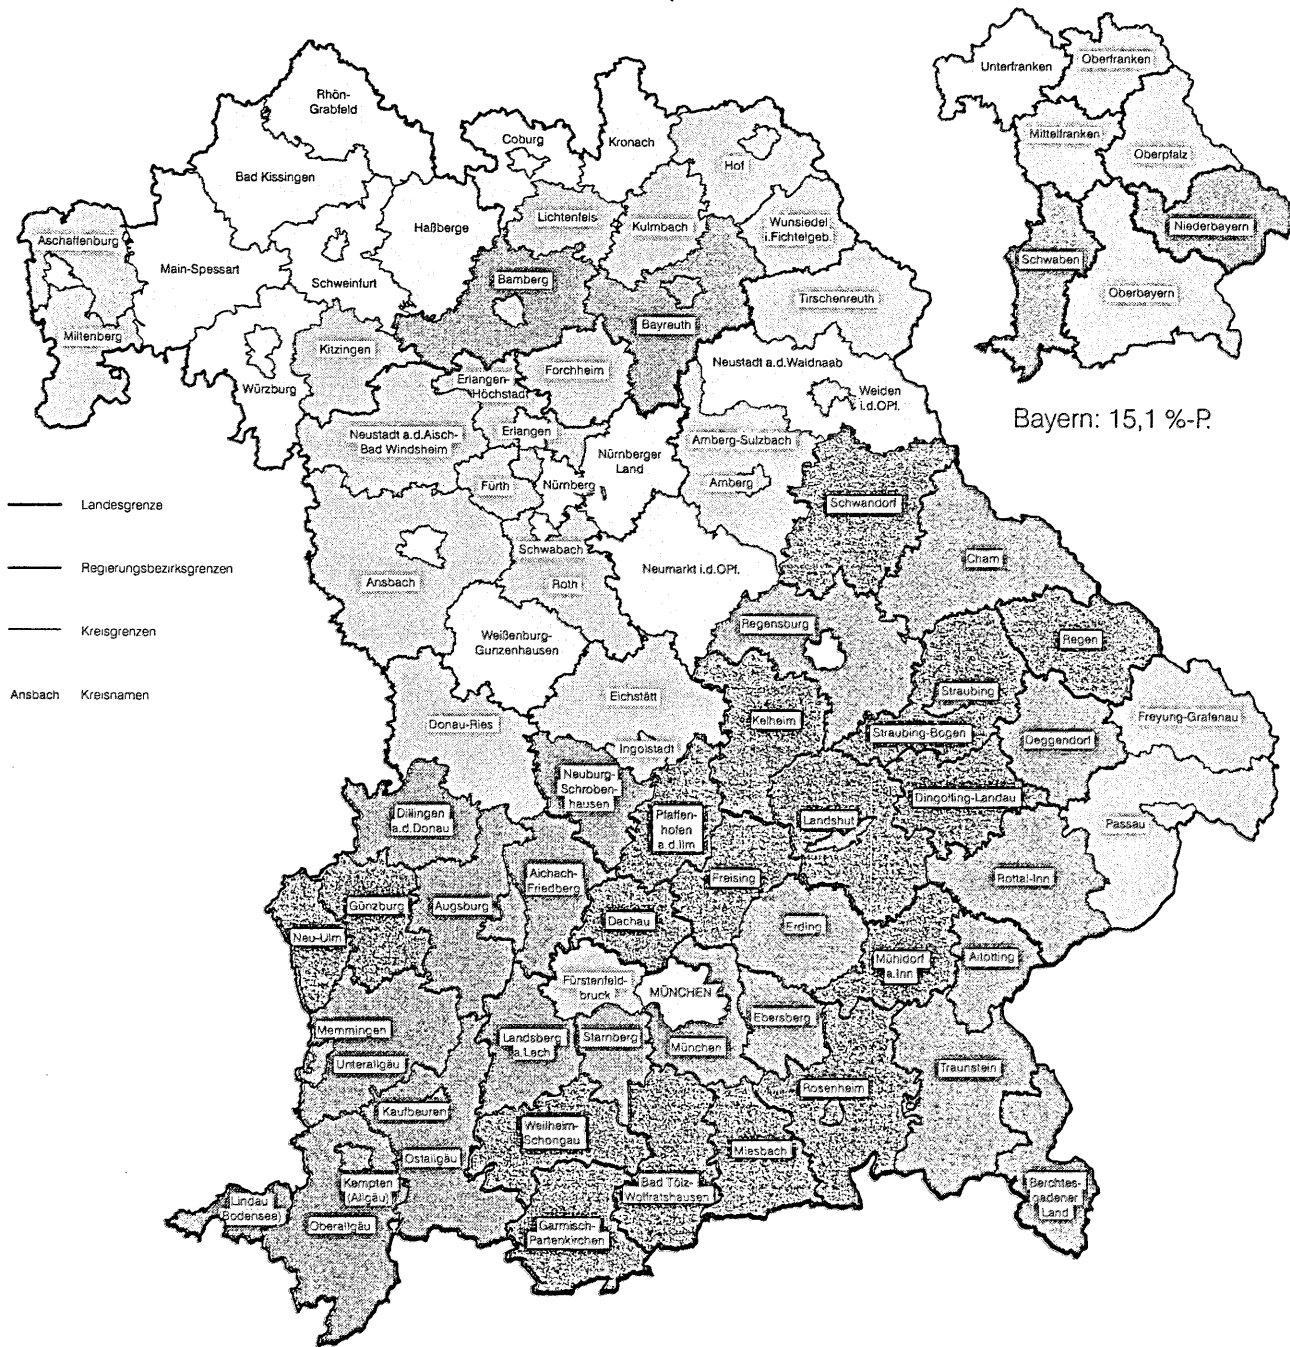 Rhön-
Grabfeld
Coburg
Kronach
Hof
Bad Kissingen
Aschaffenburg
Main-Spessart
Haßberge
Lichtenfels
Kulmbach
Wunsiedel
i.Fichtelgeb.
Schweinfurt
Bamberg
Bayreuth
Tirschenreuth
Miltenberg
Kitzingen
Würzburg
Erlangen-
Höchstadt
Forchheim
Neustadt a.d.Waldnaab
Weiden
i.d.OPf.
Neustadt a.d.Aisch-
Bad Windsheim
Erlangen
Nürnberger
Land
Amberg-Sulzbach
Fürth
Nürnberg
Amberg
Schwandorf
Schwabach
Roth
Ansbach
Neumarkt i.d.OPf.
Cham
Weißenburg-
Gunzenhausen
Regensburg
Regen
Eichstätt
Straubing
Donau-Ries
Kelheim
Straubing-Bogen
Deggendorf
Freyung-Grafenau
Ingolstadt
Neuburg-
Schroben-
hausen
Dillingen
a.d.Donau
Pfaffen-
hofen
a.d.Ilm
Landshut
Dingolfing-Landau
Passau
Rottal-Inn
Aichach-
Friedberg
Freising
Günzburg
Augsburg
Dachau
Erding
Neu-Ulm
Mühldorf
a.Inn
Altötting
Fürstenfeld-
bruck
MÜNCHEN
Memmingen
Landsberg
a.Lech
Starnberg
München
Ebersberg
Unterallgäu
Traunstein
Rosenheim
Kaufbeuren
Weilheim-
Schongau
Miesbach
Ostallgäu
Kempten
(Allgäu)
Bad Tölz-
Wolfratshausen
Berchtes-
gadener
Land
Lindau
(Bodensee)
Oberallgäu
Garmisch-
Partenkirchen
Unterfranken
Oberfranken
Mittelfranken
Oberpfalz
Niederbayern
Schwaben
Oberbayern
Bayern: 15,1 %-P.
Landesgrenze
Regierungsbezirksgrenzen
Kreisgrenzen
Ansbach Kreisnamen